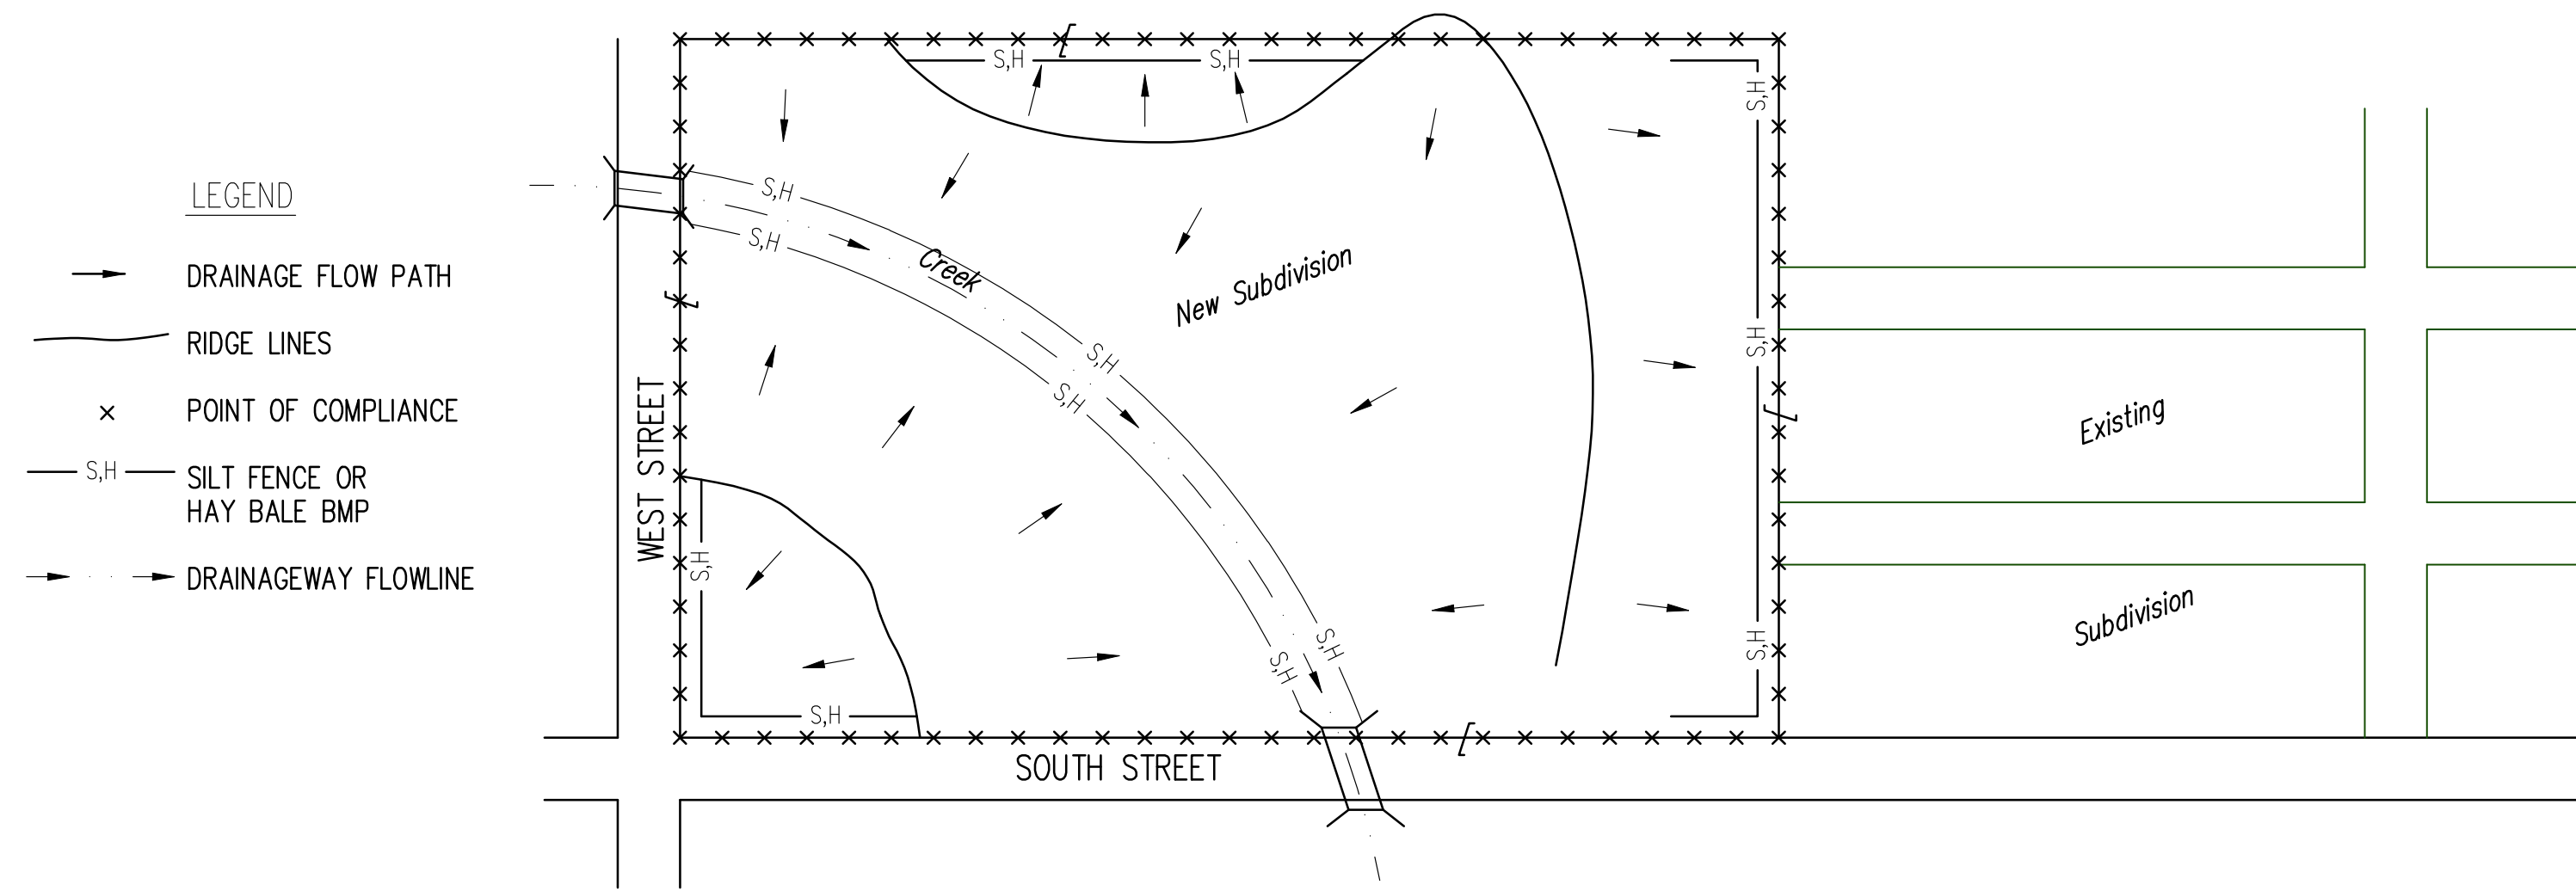 LEGEND
DRAINAGE FLOW PATH
RIDGE LINES
POINT OF COMPLIANCE
S,H
SILT FENCE OR
HAY BALE BMP
DRAINAGEWAY FLOWLINE
S,H
S,H
S,H
S,H
S,H
Creek
New Subdivision
S,H
S,H
S,H
WEST STREET
Existing
S,H
Subdivision
S,H
S,H
S,H
S,H
SOUTH STREET